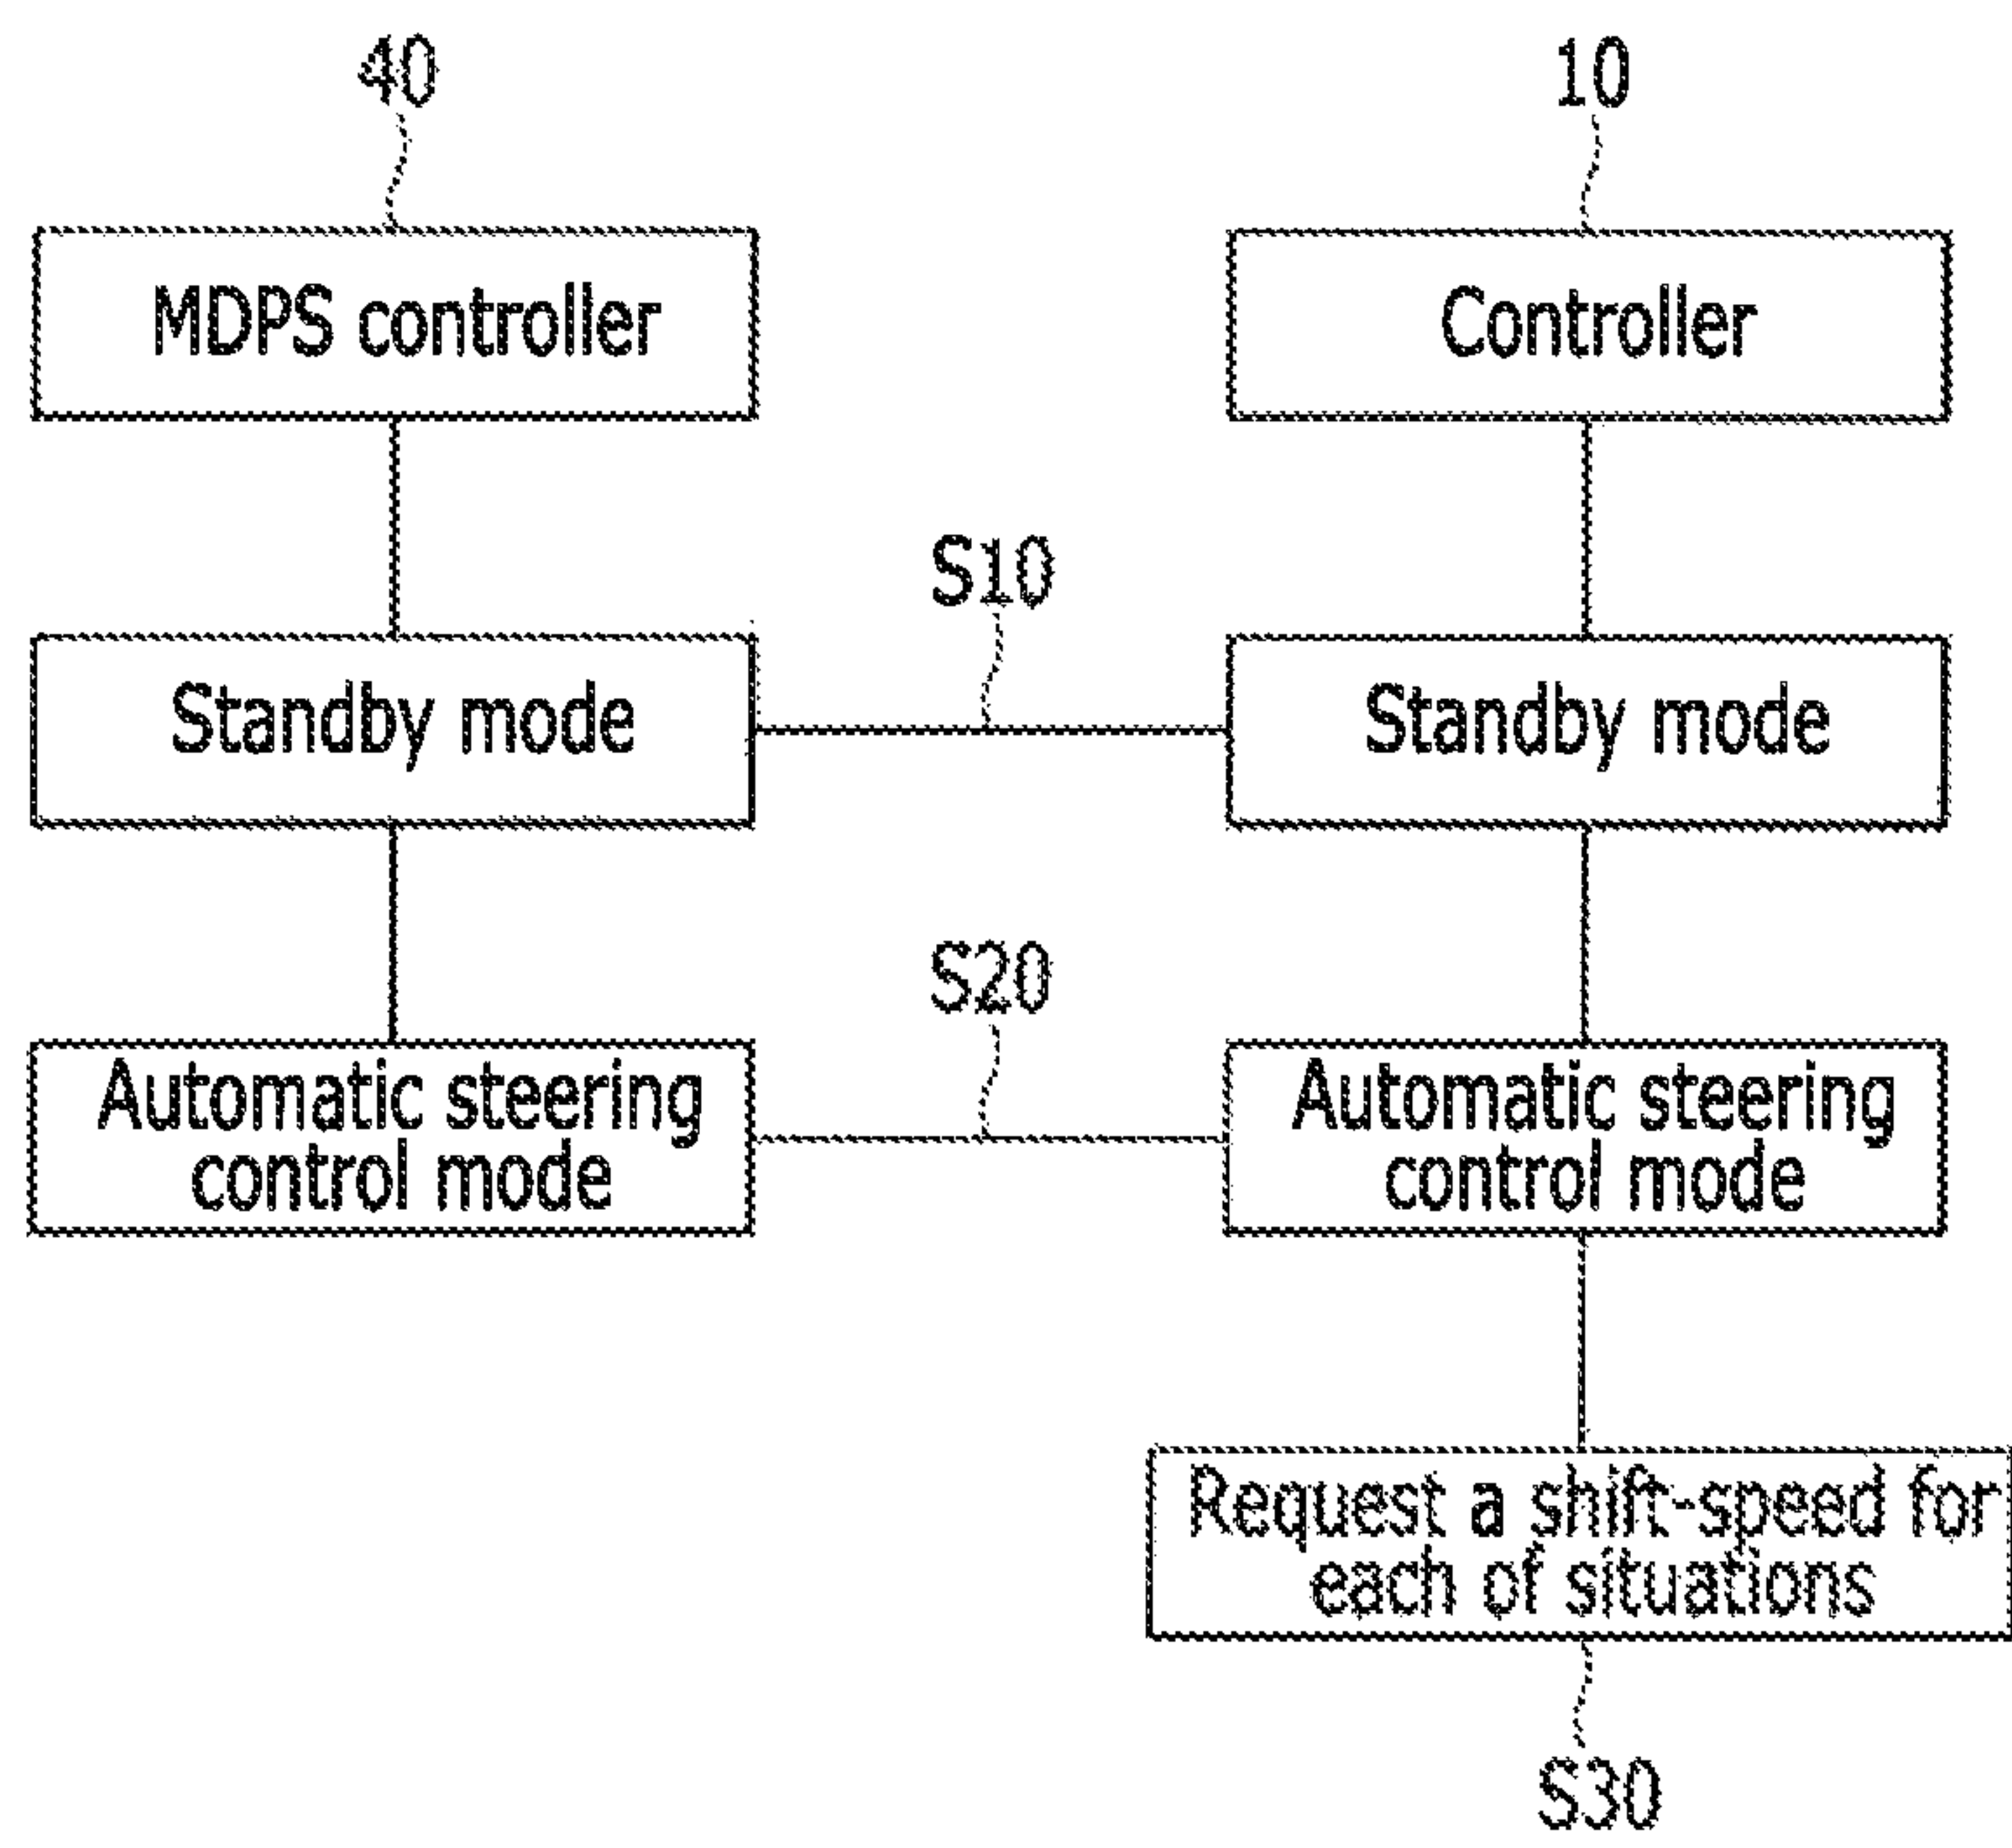 40
10
MDPS controller
Controller
S10
Standby mode
Standby mode
S20
Automatic steering
control mode
Automatic steering
control mode
Request a shift-speed for
each of situations
S30